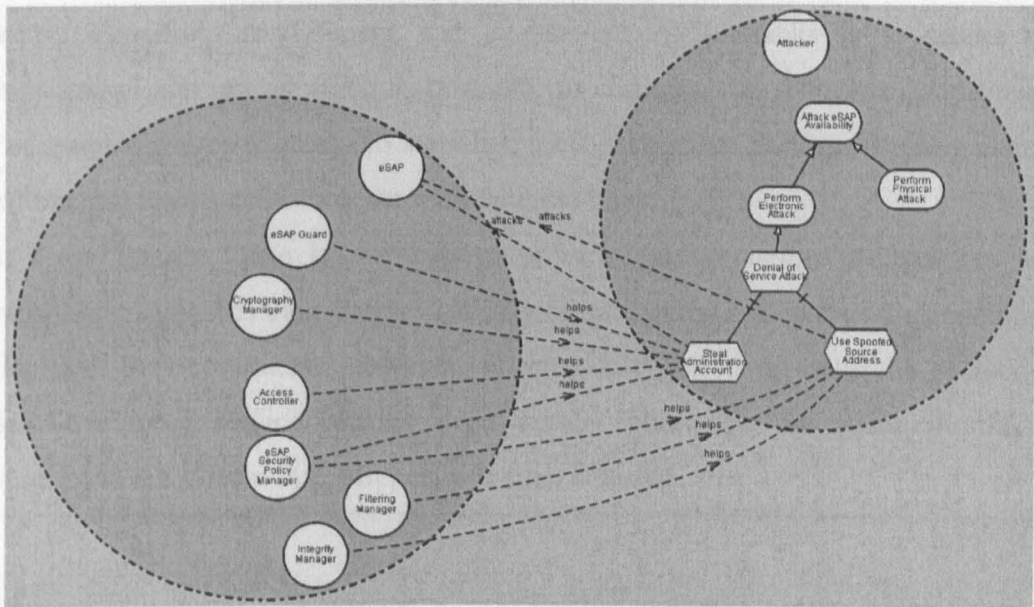 Attacker
Attack eSAP
Availability
eSAP
Perform
Physical
Attack
Perform
Electronic
Attack
attacks
attacks
eSAP Guard
Denial of
Service Attack
Cryptography
Manager
helps
helps
Use Spoofed
Source
Address
Steal
Administration
Account
helps
helps
Access
Controller
helps
helps
helps
eSAP
Security
Policy
Manager
Filtering
Manager
Integrity
Manager